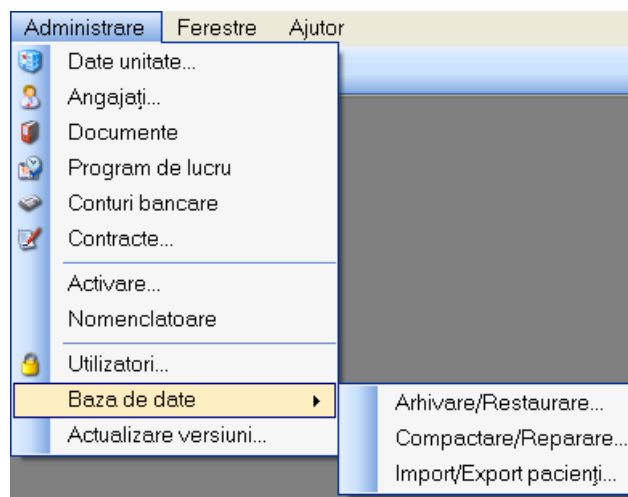 Administrare Ferestre Ajutor
Date unitate...
Angajați...
Documente
Program de lucru
Conturi bancare
Contracte...
Activare...
Nomenclatoare
Utilizatori...
Baza de date
Actualizare versiuni...
Arhivare/Restaurare...
Compactare/Reparare...
Import/Export pacienți...